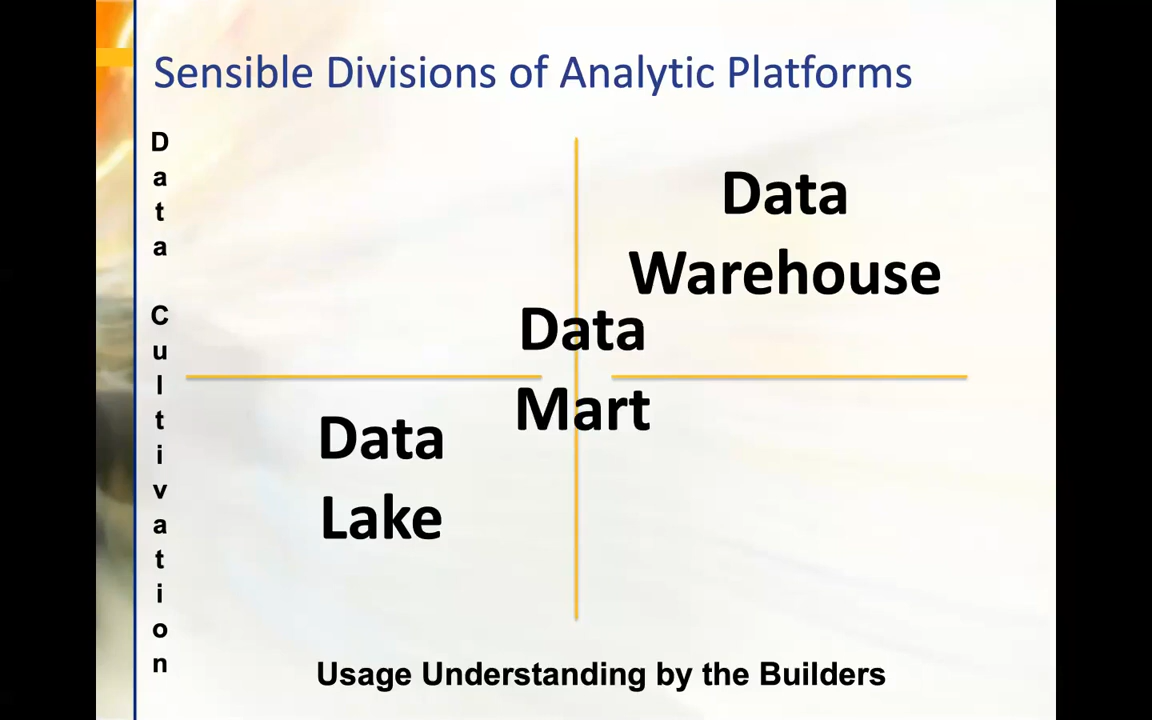 Sensible Divisions of Analytic Platforms
Data Cultivation
Data
Warehouse
Data
Mart
Data
Lake
Usage Understanding by the Builders